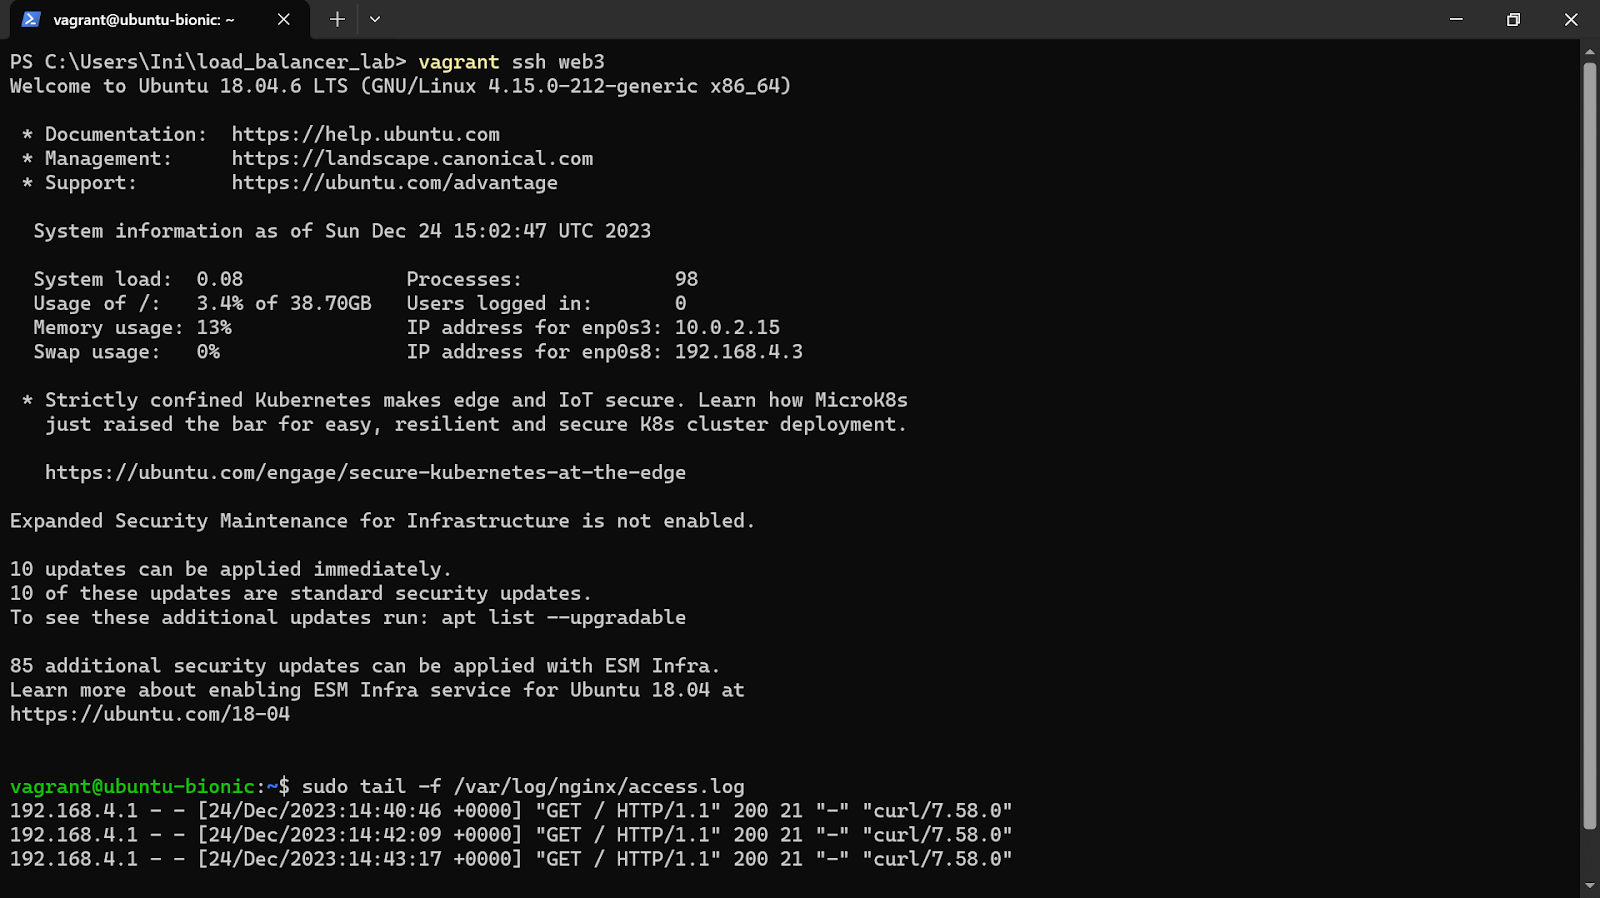 vagrant@ubuntu-bionic: ~
PS C:\Users\Ini\load_balancer_lab> vagrant ssh web3
Welcome to Ubuntu 18.04.6 LTS (GNU/Linux 4.15.0-212-generic x86_64)
* Documentation:  https://help.ubuntu.com
* Management:     https://landscape.canonical.com
* Support:        https://ubuntu.com/advantage
System information as of Sun Dec 24 15:02:47 UTC 2023
System load:  0.08              Processes:             98
Usage of /:   3.4% of 38.70GB   Users logged in:       0
Memory usage: 13%               IP address for enp0s3: 10.0.2.15
Swap usage:   0%                IP address for enp0s8: 192.168.4.3
* Strictly confined Kubernetes makes edge and IoT secure. Learn how MicroK8s
just raised the bar for easy, resilient and secure K8s cluster deployment.
https://ubuntu.com/engage/secure-kubernetes-at-the-edge
Expanded Security Maintenance for Infrastructure is not enabled.
10 updates can be applied immediately.
10 of these updates are standard security updates.
To see these additional updates run: apt list --upgradable
85 additional security updates can be applied with ESM Infra.
Learn more about enabling ESM Infra service for Ubuntu 18.04 at
https://ubuntu.com/18-04
vagrant@ubuntu-bionic:~$ sudo tail -f /var/log/nginx/access.log
192.168.4.1 - - [24/Dec/2023:14:40:46 +0000] "GET / HTTP/1.1" 200 21 "-" "curl/7.58.0"
192.168.4.1 - - [24/Dec/2023:14:42:09 +0000] "GET / HTTP/1.1" 200 21 "-" "curl/7.58.0"
192.168.4.1 - - [24/Dec/2023:14:43:17 +0000] "GET / HTTP/1.1" 200 21 "-" "curl/7.58.0"